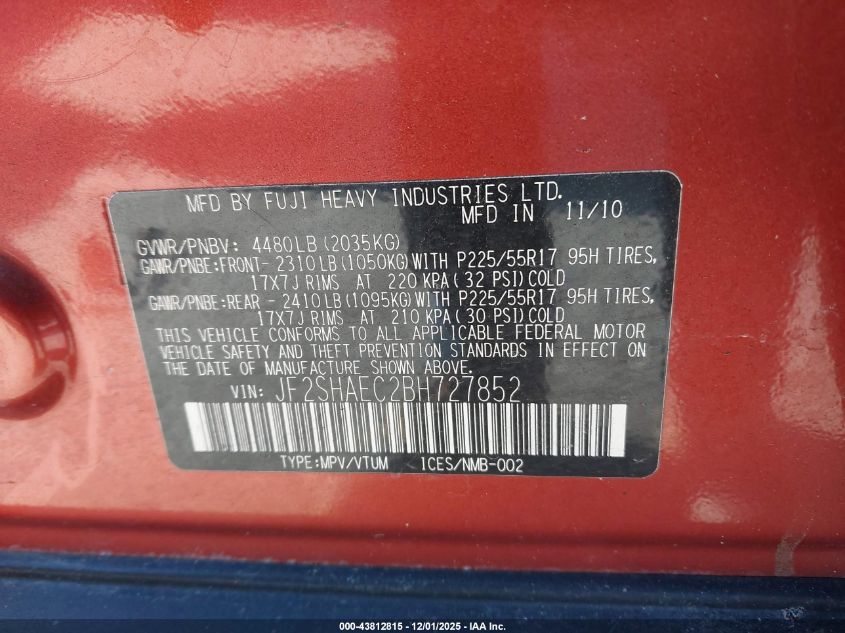 MFD BY FUJI HEAVY INDUSTRIES LTD.
MFD IN 11/10
GVWR/PNBV: 4480LB(2035KG)
GAWR/PNBE:FRONT- 2310LB(1050KG)WITH P225/55R17 95H TIRES,
17X7J RIMS AT 220 KPA(32 PSI)COLD
GAWR/PNBE:REAR - 2410LB(1095KG)WITH P225/55R17 95H TIRES,
17X7J RIMS AT 210 KPA(30 PSI)COLD
THIS VEHICLE CONFORMS TO ALL APPLICABLE FEDERAL MOTOR
VEHICLE SAFETY AND THEFT PREVENTION STANDARDS IN EFFECT ON
THE DATE OF MANUFACTURE SHOWN ABOVE.
VIN: JF2SHAEC2BH727852
TYPE:MPV/VTUM ICES/NMB-002
000-43812815 - 12/01/2025 - IAA Inc.